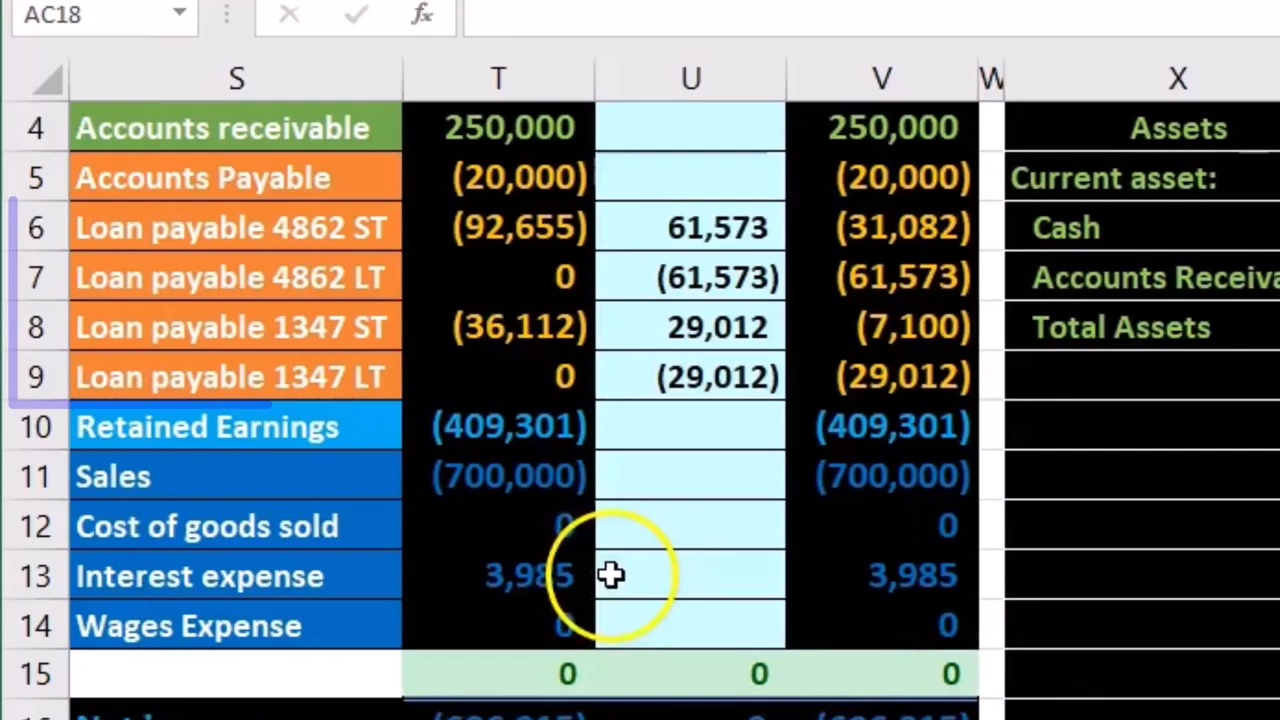 AC18 fx
S T U V W X
4 Accounts receivable 250,000 250,000 Assets
5 Accounts Payable (20,000) (20,000) Current asset:
6 Loan payable 4862 ST (92,655) 61,573 (31,082) Cash
7 Loan payable 4862 LT 0 (61,573) (61,573) Accounts Receiva
8 Loan payable 1347 ST (36,112) 29,012 (7,100) Total Assets
9 Loan payable 1347 LT 0 (29,012) (29,012)
10 Retained Earnings (409,301) (409,301)
11 Sales (700,000) (700,000)
12 Cost of goods sold 0 0
13 Interest expense 3,985 3,985
14 Wages Expense 0 0
15 0 0 0